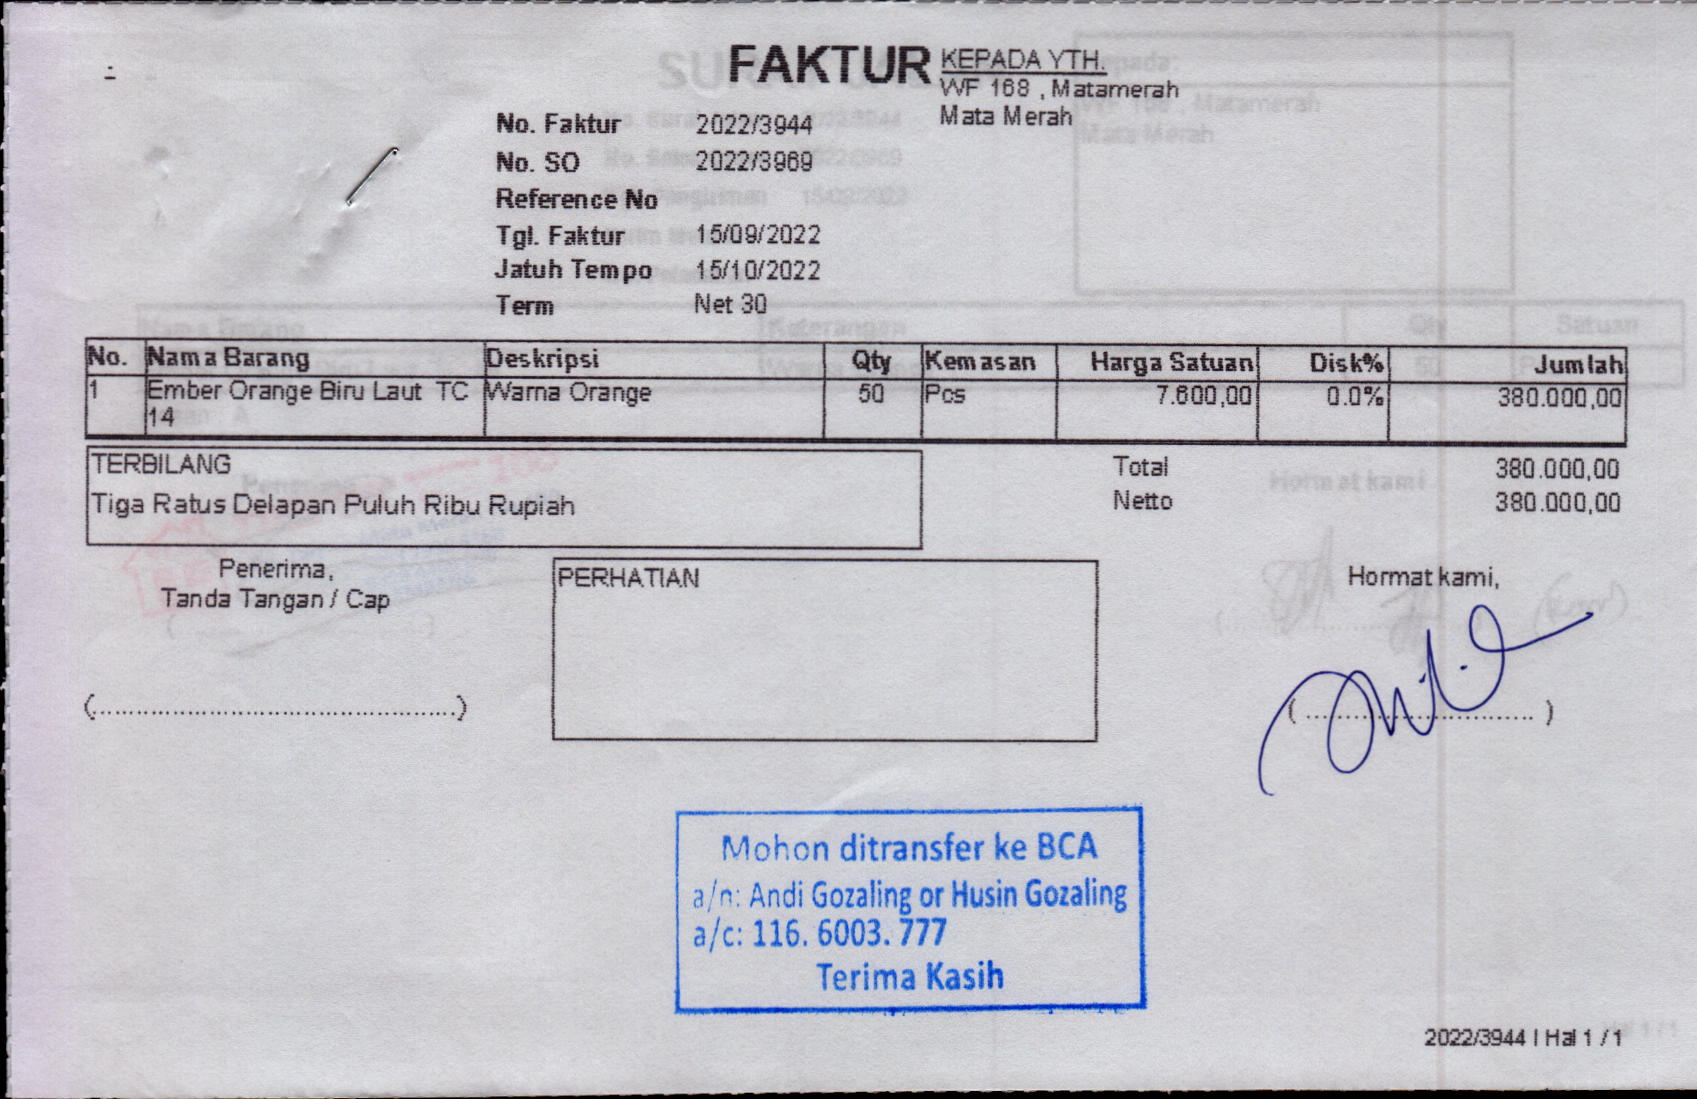 FAKTUR
KEPADA YTH.
WF 168 , Matamerah
Mata Merah
No. Faktur 2022/3944
No. SO 2022/3969
Reference No
Tgl. Faktur 15/09/2022
Jatuh Tempo 15/10/2022
Term Net 30
No. Nama Barang Deskripsi Qty Kemasan Harga Satuan Disk% Jumlah
1 Ember Orange Biru Laut TC Warna Orange 50 Pcs 7.600,00 0.0% 380.000,00
14
TERBILANG
Tiga Ratus Delapan Puluh Ribu Rupiah
Total 380.000,00
Netto 380.000,00
Penerima,
Tanda Tangan / Cap
(............................................)
PERHATIAN
Hormat kami,
(............................)
Mohon ditransfer ke BCA
a/n: Andi Gozaling or Husin Gozaling
a/c: 116. 6003. 777
Terima Kasih
2022/3944 | Hal 1 / 1